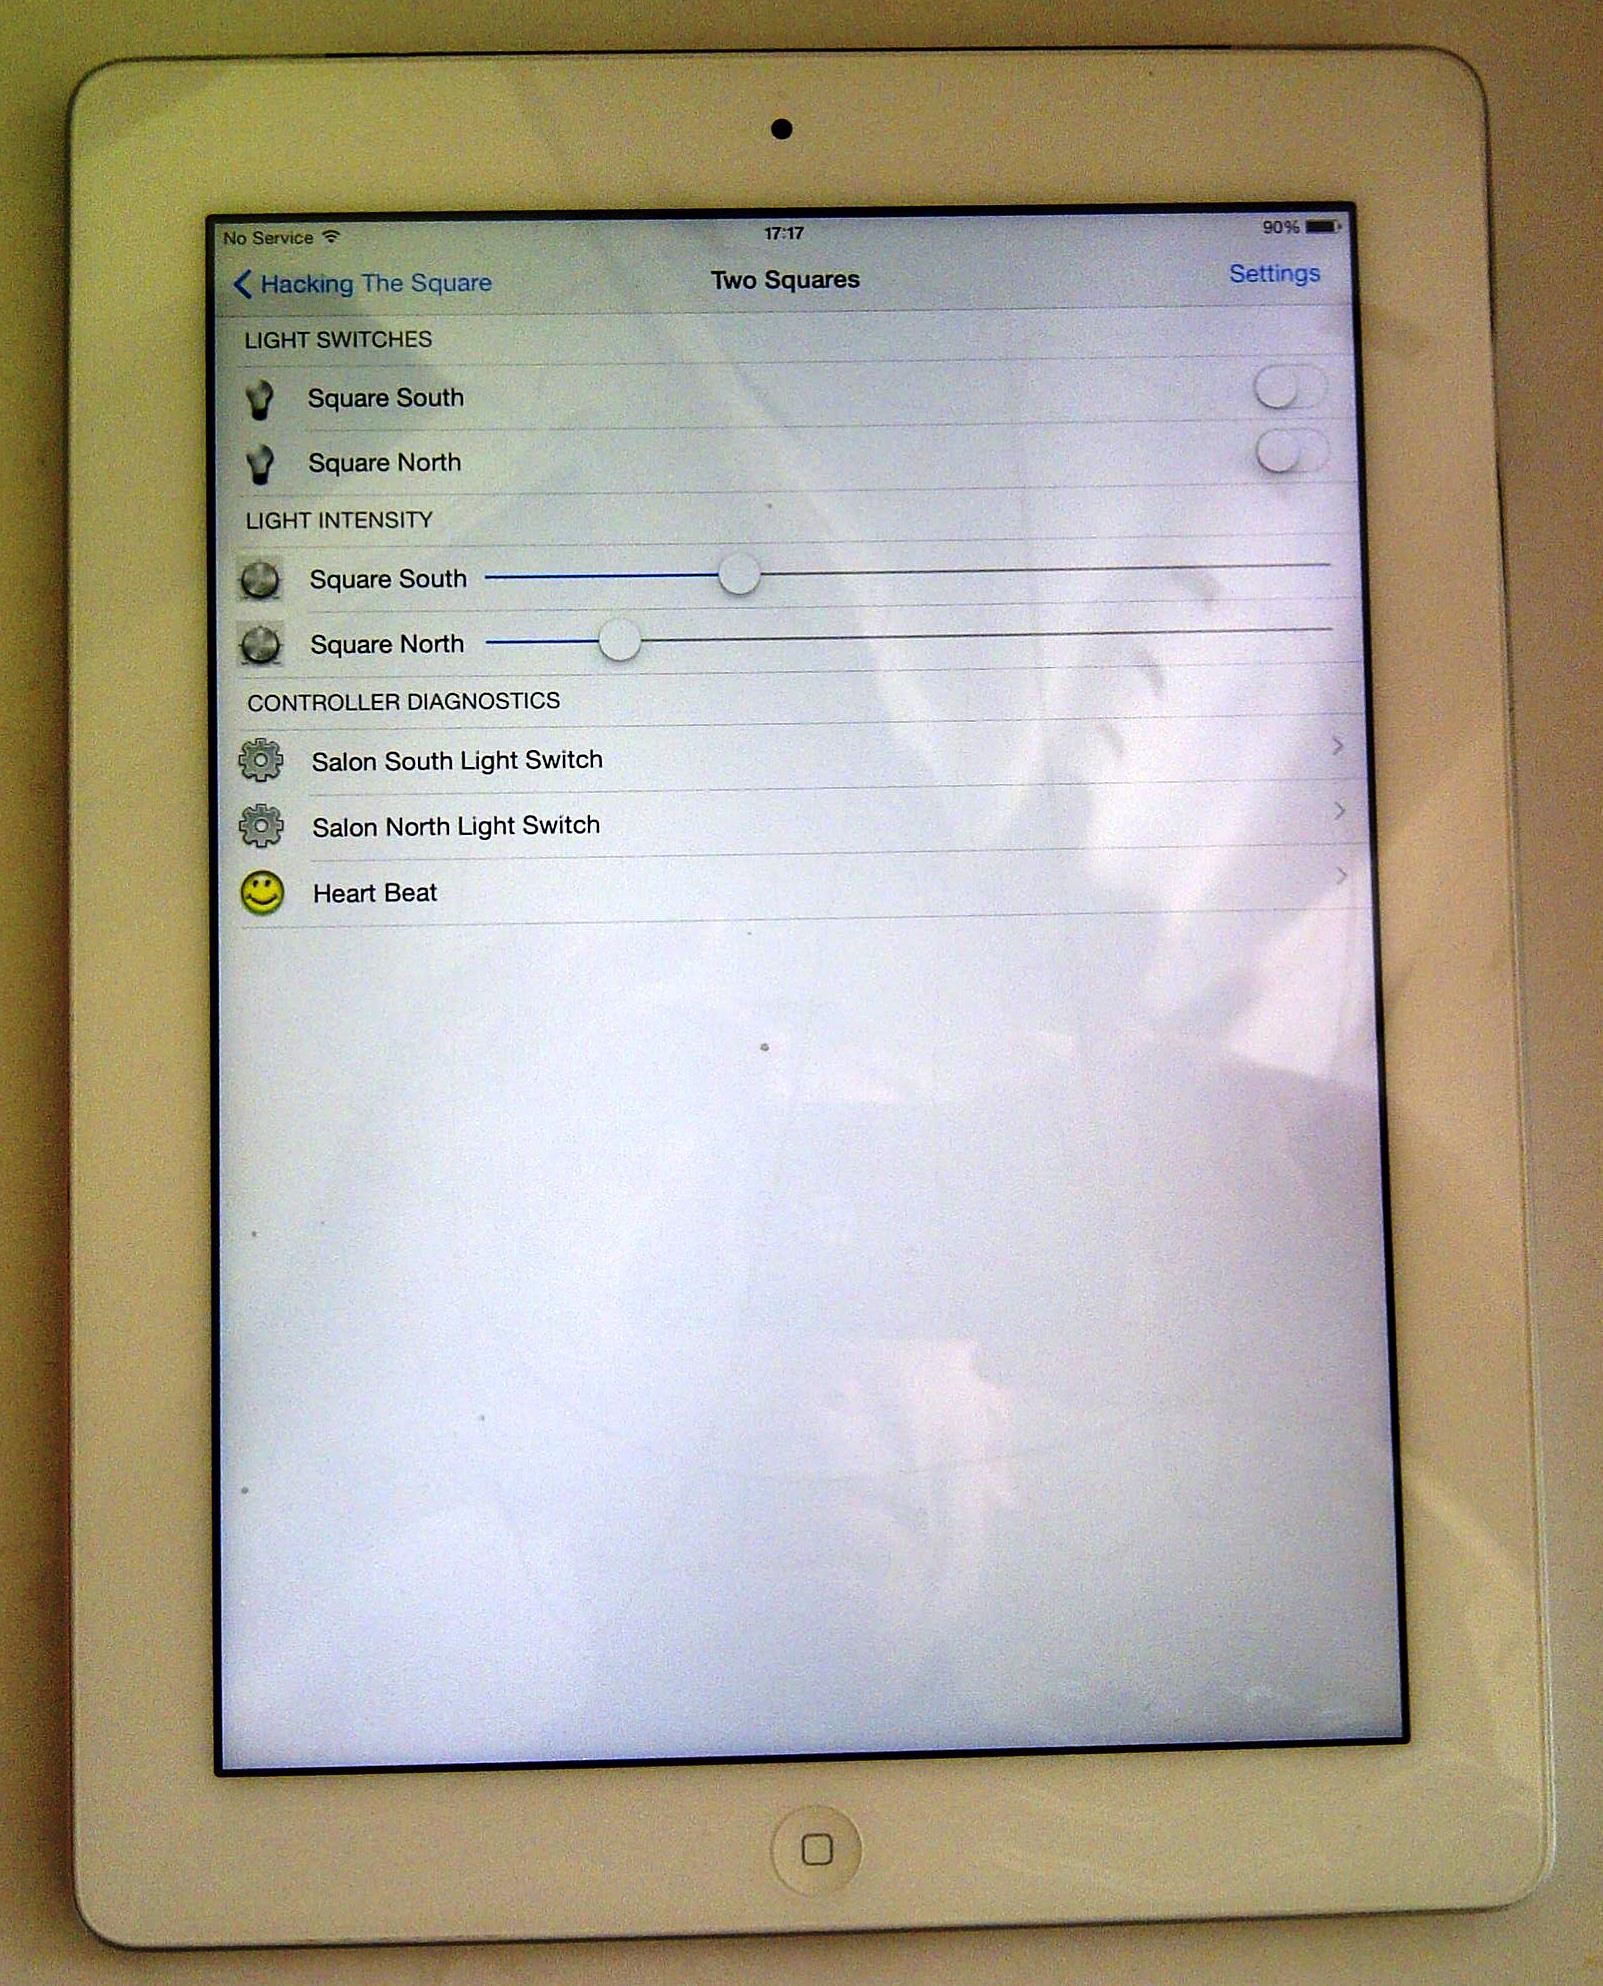 No Service 17:17 90%
Hacking The Square Two Squares Settings
LIGHT SWITCHES
Square South
Square North
LIGHT INTENSITY
Square South
Square North
CONTROLLER DIAGNOSTICS
Salon South Light Switch
Salon North Light Switch
Heart Beat